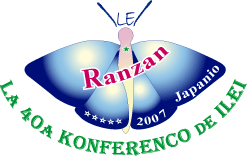 ILEI
Ranzan
2007 Japanio
LA 40A KONFERENCO DE ILEI